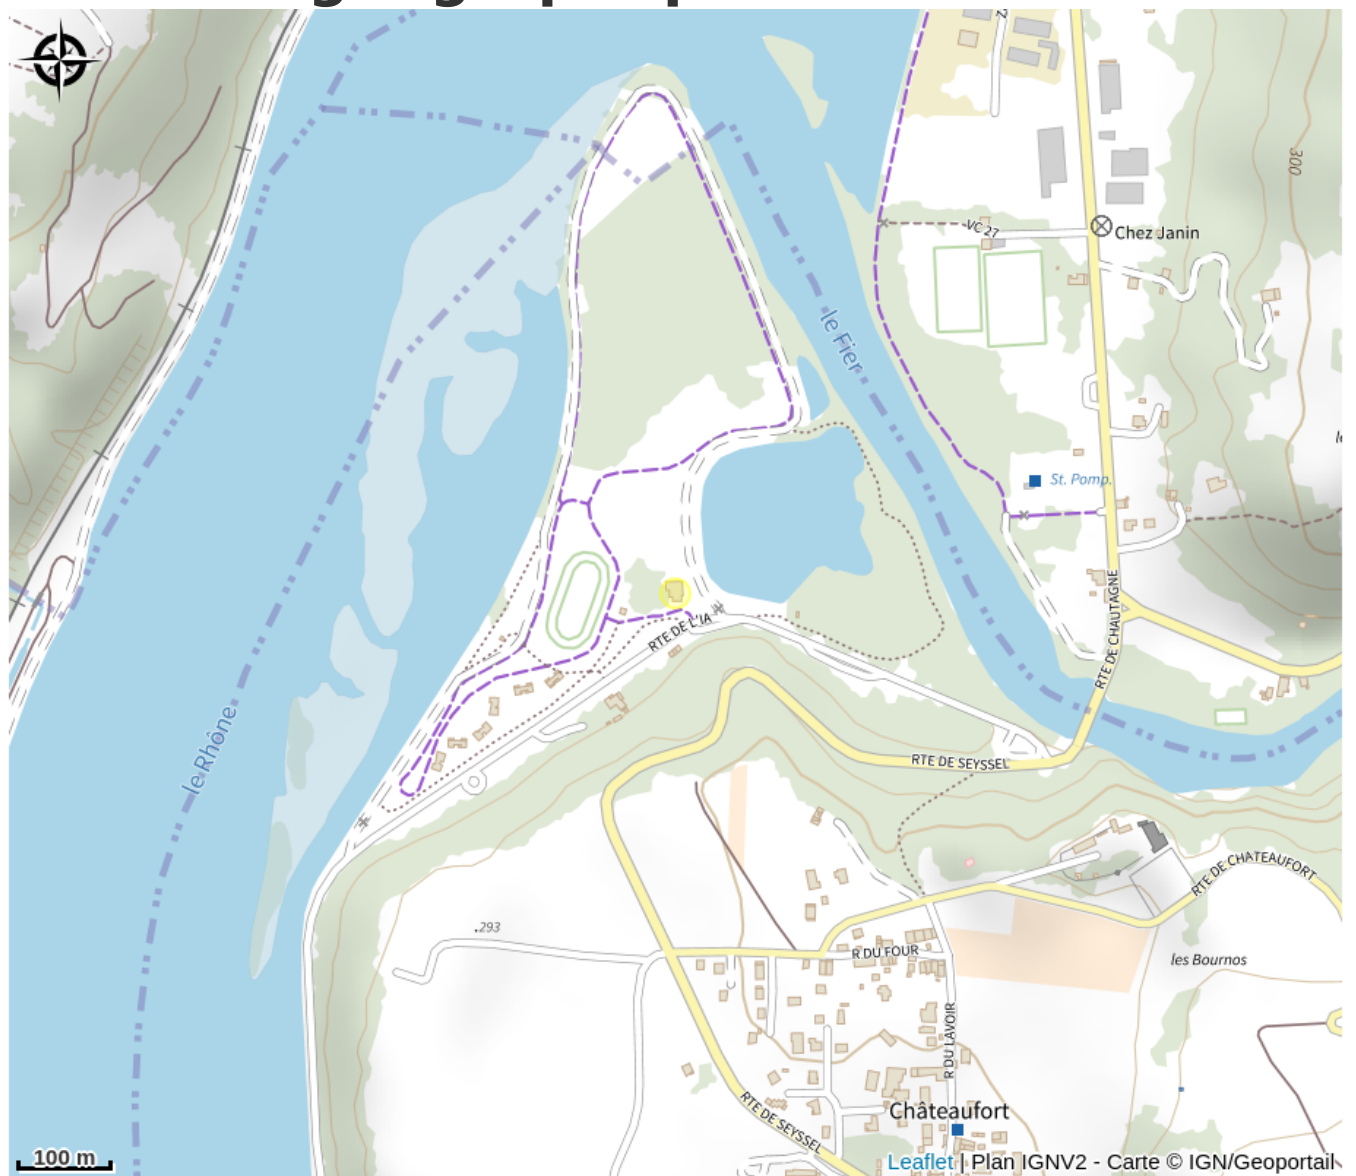 300
VC 27
Chez Janin
le Fier
St. Pomp.
RTE DE CHAUTAGNE
RTE DE L'IA
le Rhône
RTE DE SEYSSEL
RTE DE CHATEAUFORT
.293
R DU FOUR
les Bournos
R DU LAVOIR
RTE DE SEYSSEL
Châteaufort
100 m
Leaflet | Plan IGNV2 - Carte © IGN/Geoportail